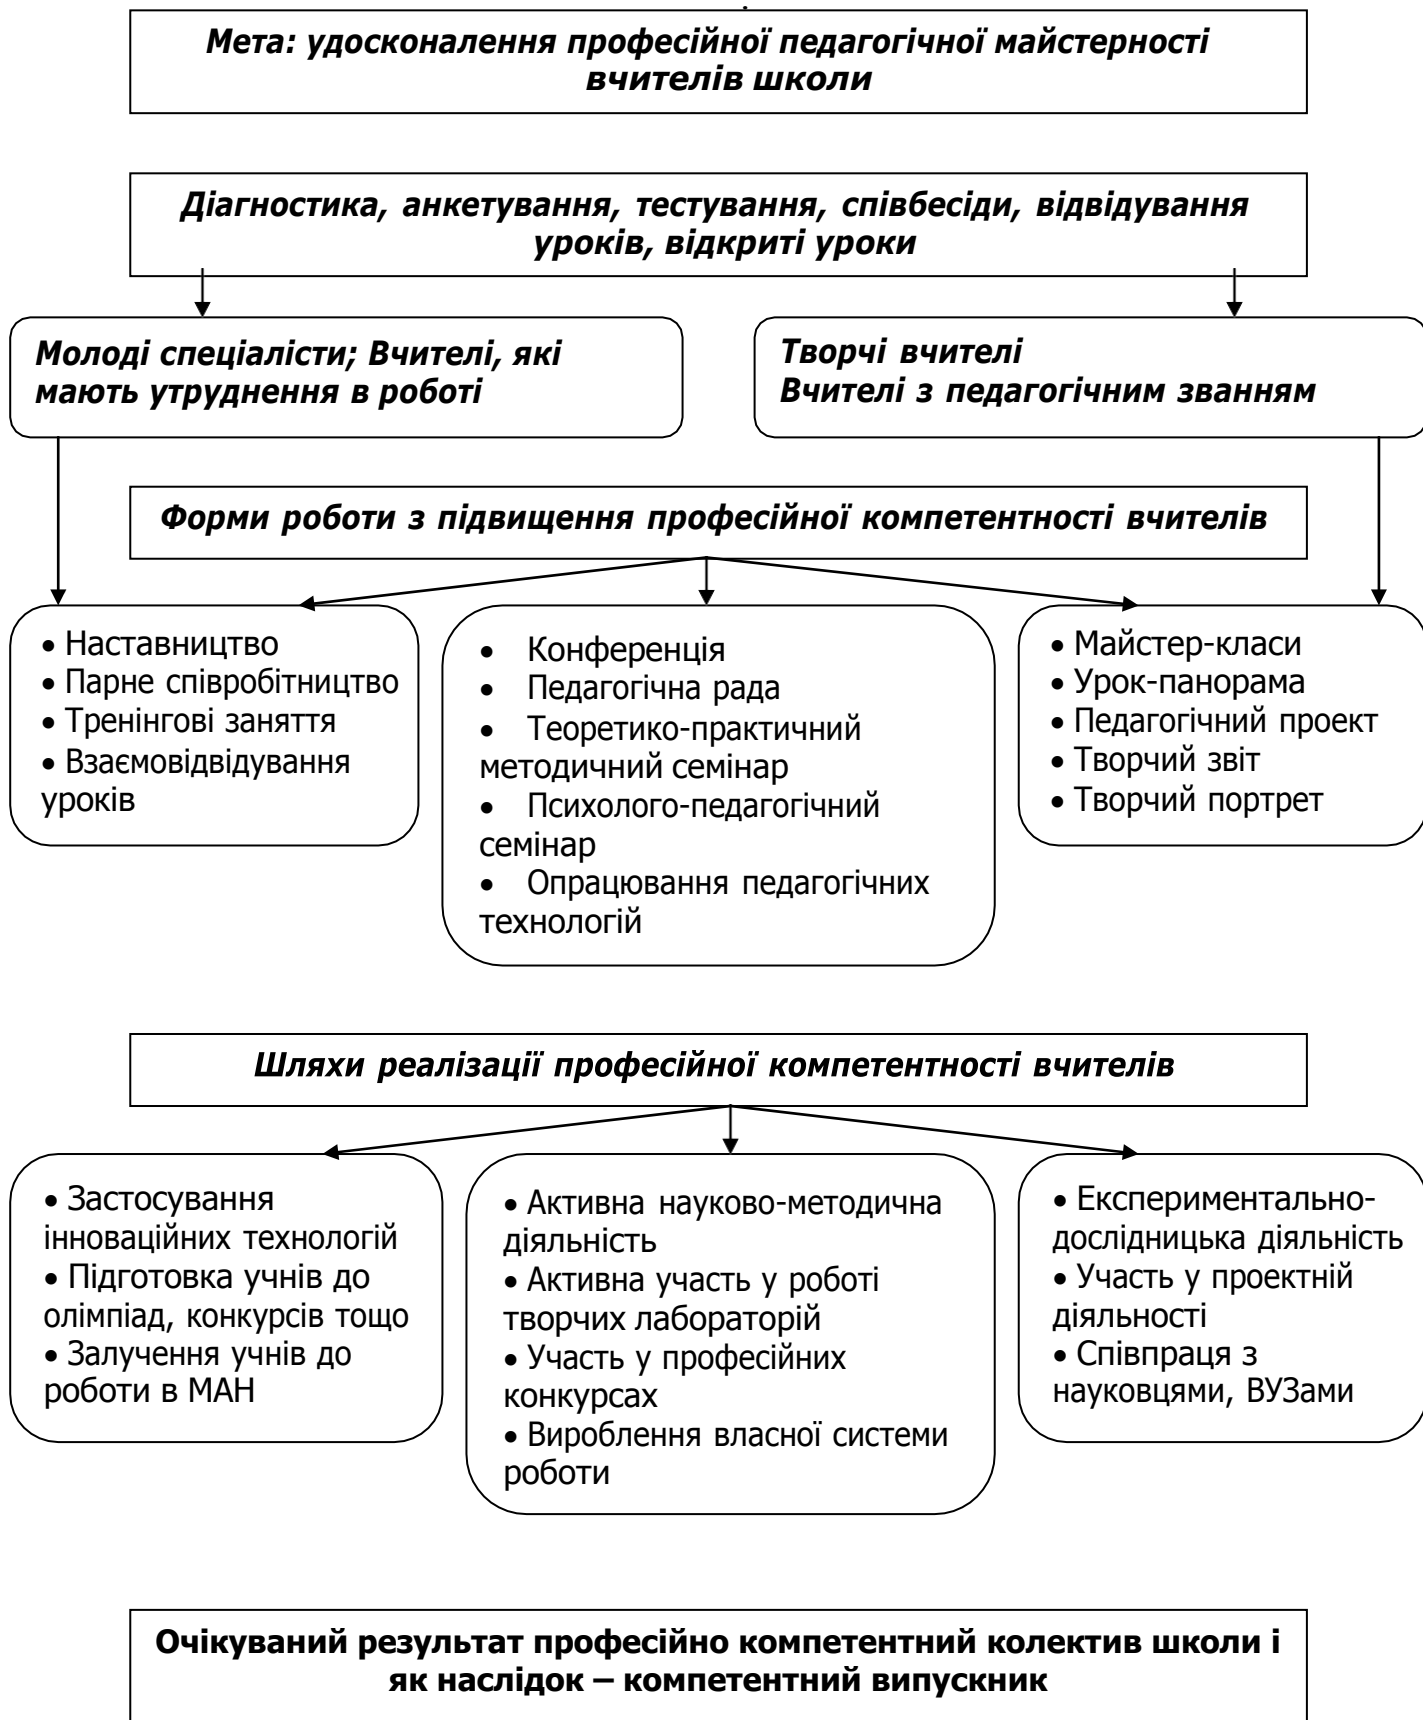 Мета: удосконалення професійної педагогічної майстерності
вчителів школи
Діагностика, анкетування, тестування, співбесіди, відвідування
уроків, відкриті уроки
Молоді спеціалісти; Вчителі, які
мають утруднення в роботі
Творчі вчителі
Вчителі з педагогічним званням
Форми роботи з підвищення професійної компетентності вчителів
• Наставництво
• Парне співробітництво
• Тренінгові заняття
• Взаємовідвідування
уроків
• Конференція
• Педагогічна рада
• Теоретико-практичний
методичний семінар
• Психолого-педагогічний
семінар
• Опрацювання педагогічних
технологій
• Майстер-класи
• Урок-панорама
• Педагогічний проект
• Творчий звіт
• Творчий портрет
Шляхи реалізації професійної компетентності вчителів
• Застосування
інноваційних технологій
• Підготовка учнів до
олімпіад, конкурсів тощо
• Залучення учнів до
роботи в МАН
• Активна науково-методична
діяльність
• Активна участь у роботі
творчих лабораторій
• Участь у професійних
конкурсах
• Вироблення власної системи
роботи
• Експериментально-
дослідницька діяльність
• Участь у проектній
діяльності
• Співпраця з
науковцями, ВУЗами
Очікуваний результат професійно компетентний колектив школи і
як наслідок – компетентний випускник